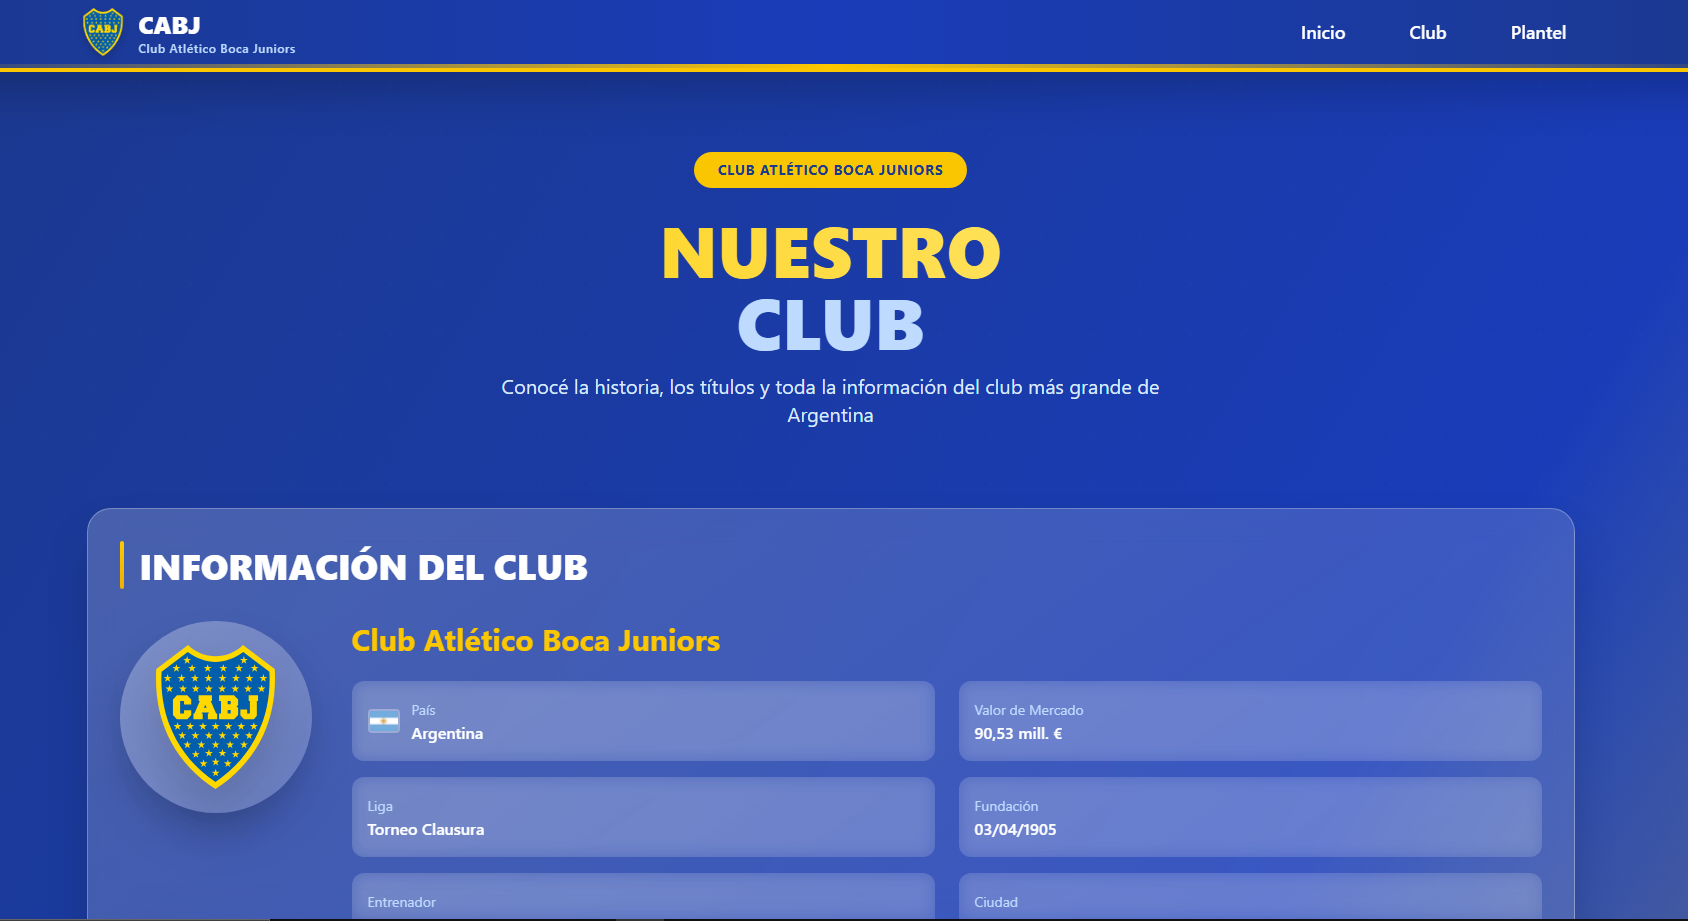 CABJ
CABJ
Club Atlético Boca Juniors
Inicio
Club
Plantel
CLUB ATLÉTICO BOCA JUNIORS
NUESTRO
CLUB
Conocé la historia, los títulos y toda la información del club más grande de
Argentina
INFORMACIÓN DEL CLUB
CABJ
Club Atlético Boca Juniors
País
Argentina
Valor de Mercado
90,53 mill. €
Liga
Torneo Clausura
Fundación
03/04/1905
Entrenador
Ciudad